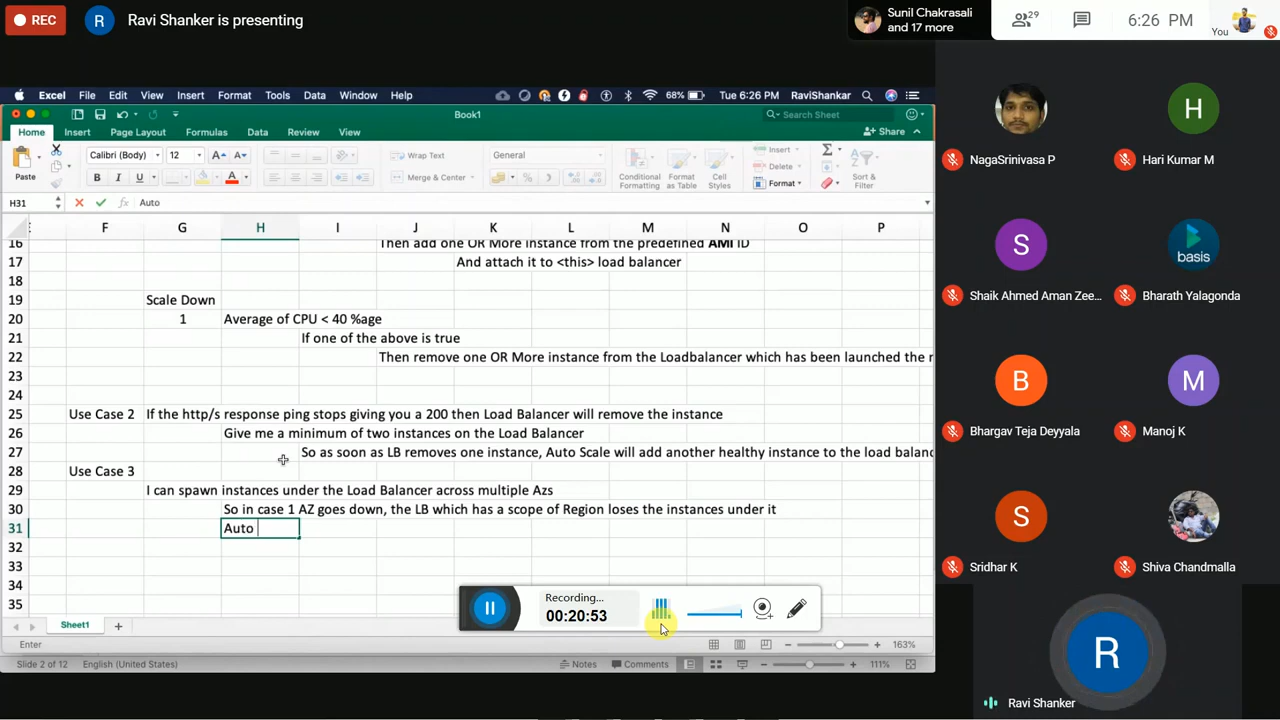 REC
R
Ravi Shanker is presenting
Sunil Chakrasali
and 17 more
29
6:26 PM
You
Excel File Edit View Insert Format Tools Data Window Help
68% Tue 6:26 PM RaviShanker
Book1
Search Sheet
Home Insert Page Layout Formulas Data Review View
Share
Paste
Calibri (Body) 12
Wrap Text
General
Insert
Delete
B I U
Merge & Center
Conditional
Formatting
Format
as Table
Cell
Styles
Format
Sort &
Filter
H31
fx Auto
F G H I J K L M N O P
16 Then add one OR More instance from the predefined AMI ID
17 And attach it to <this> load balancer
18
19 Scale Down
20 1 Average of CPU < 40 %age
21 If one of the above is true
22 Then remove one OR More instance from the Loadbalancer which has been launched the
23
24
25 Use Case 2 If the http/s response ping stops giving you a 200 then Load Balancer will remove the instance
26 Give me a minimum of two instances on the Load Balancer
27 So as soon as LB removes one instance, Auto Scale will add another healthy instance to the load balanc
28 Use Case 3
29 I can spawn instances under the Load Balancer across multiple Azs
30 So in case 1 AZ goes down, the LB which has a scope of Region loses the instances under it
31 Auto
32
33
34
35
Recording...
00:20:53
Sheet1
Enter
163%
Slide 2 of 12 English (United States)
Notes Comments
111%
NagaSrinivasa P
H
Hari Kumar M
S
Shaik Ahmed Aman Zee...
basis
Bharath Yalagonda
B
Bhargav Teja Deyyala
M
Manoj K
S
Sridhar K
Shiva Chandmalla
R
Ravi Shanker